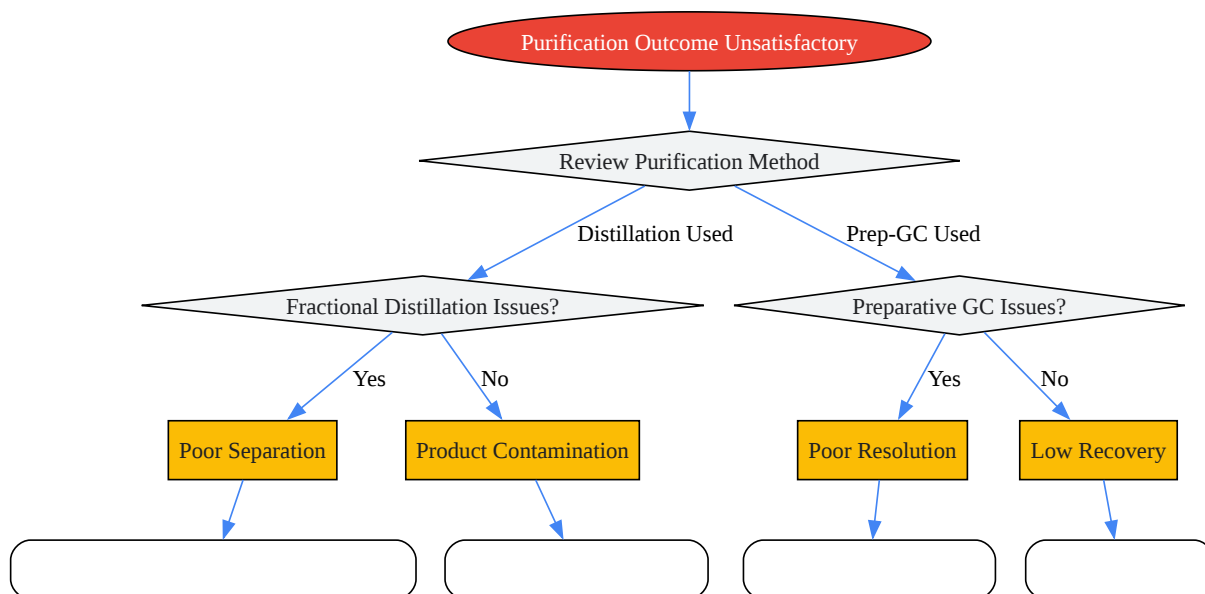 Purification Outcome Unsatisfactory
Review Purification Method
Distillation Used
Prep-GC Used
Fractional Distillation Issues?
Preparative GC Issues?
Yes
No
Yes
No
Poor Separation
Product Contamination
Poor Resolution
Low Recovery